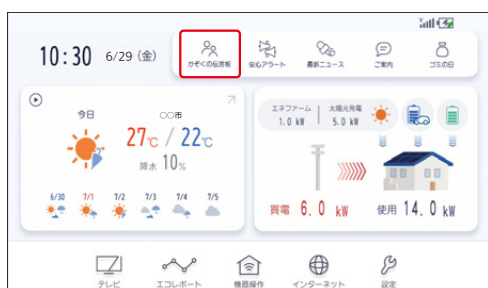 10:30 6/29 (金)
かぞくの伝言板 安心アラート 最新ニュース ご案内 ゴミの日
今日 〇〇市
27℃ / 22℃
降水 10%
6/30 7/1 7/2 7/3 7/4 7/5
エネファーム 太陽光発電
1.0 kW 5.0 kW
買電 6.0 kW 使用 14.0 kW
テレビ エコレポート 機器操作 インターネット 設定